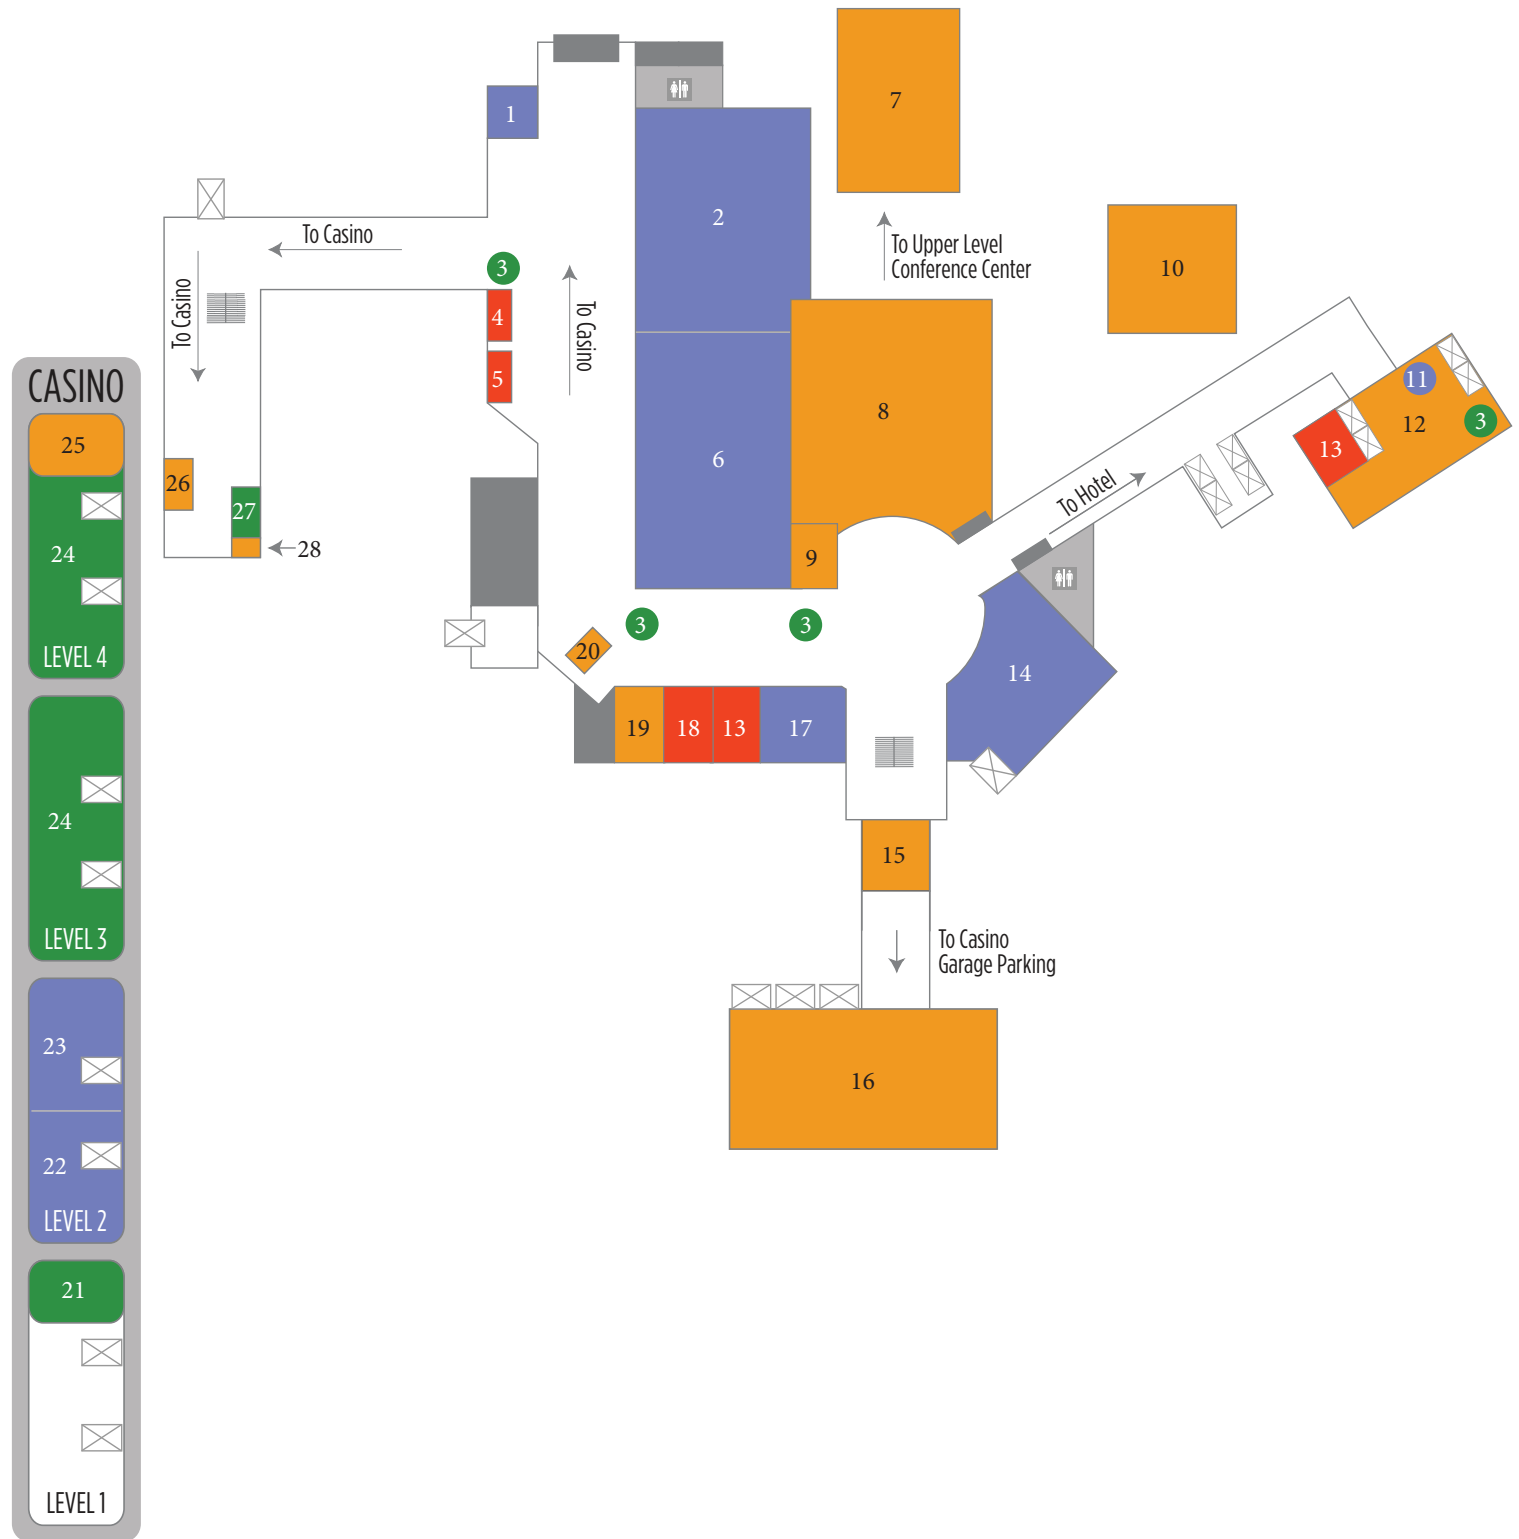 1
7
2
To Casino
To Upper Level
Conference Center
3
10
To Casino
4
To Casino
5
CASINO
25
11
8
12
3
13
26
6
To Hotel
27
28
9
24
3
3
20
LEVEL 4
14
19
18
13
17
24
15
LEVEL 3
To Casino
Garage Parking
23
16
22
LEVEL 2
21
LEVEL 1